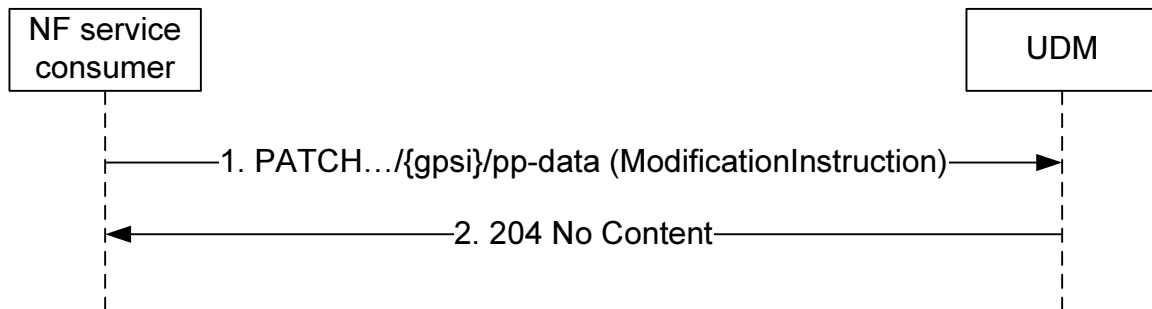 NF service
consumer
UDM
1. PATCH…/{gpsi}/pp-data (ModificationInstruction)
2. 204 No Content